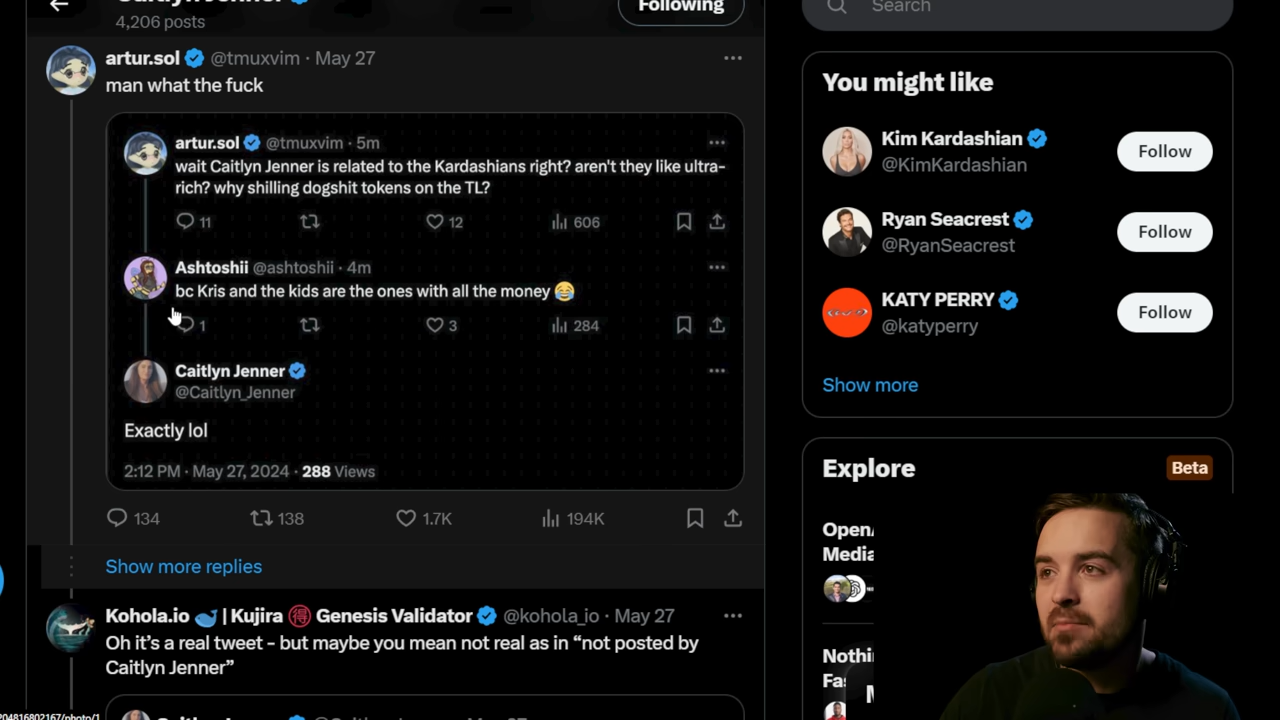 4,206 posts
Following
Search
artur.sol @tmuxvim · May 27
man what the fuck
artur.sol @tmuxvim · 5m
wait Caitlyn Jenner is related to the Kardashians right? aren't they like ultra-
rich? why shilling dogshit tokens on the TL?
11 12 606
Ashtoshii @ashtoshii · 4m
bc Kris and the kids are the ones with all the money 😂
1 3 284
Caitlyn Jenner
@Caitlyn_Jenner
Exactly lol
2:12 PM · May 27, 2024 · 288 Views
134 138 1.7K 194K
Show more replies
Kohola.io 🐳 | Kujira 🉐 Genesis Validator @kohola_io · May 27
Oh it's a real tweet - but maybe you mean not real as in “not posted by
Caitlyn Jenner”
You might like
Kim Kardashian
@KimKardashian
Follow
Ryan Seacrest
@RyanSeacrest
Follow
KATY PERRY
@katyperry
Follow
Show more
Explore
Beta
Media